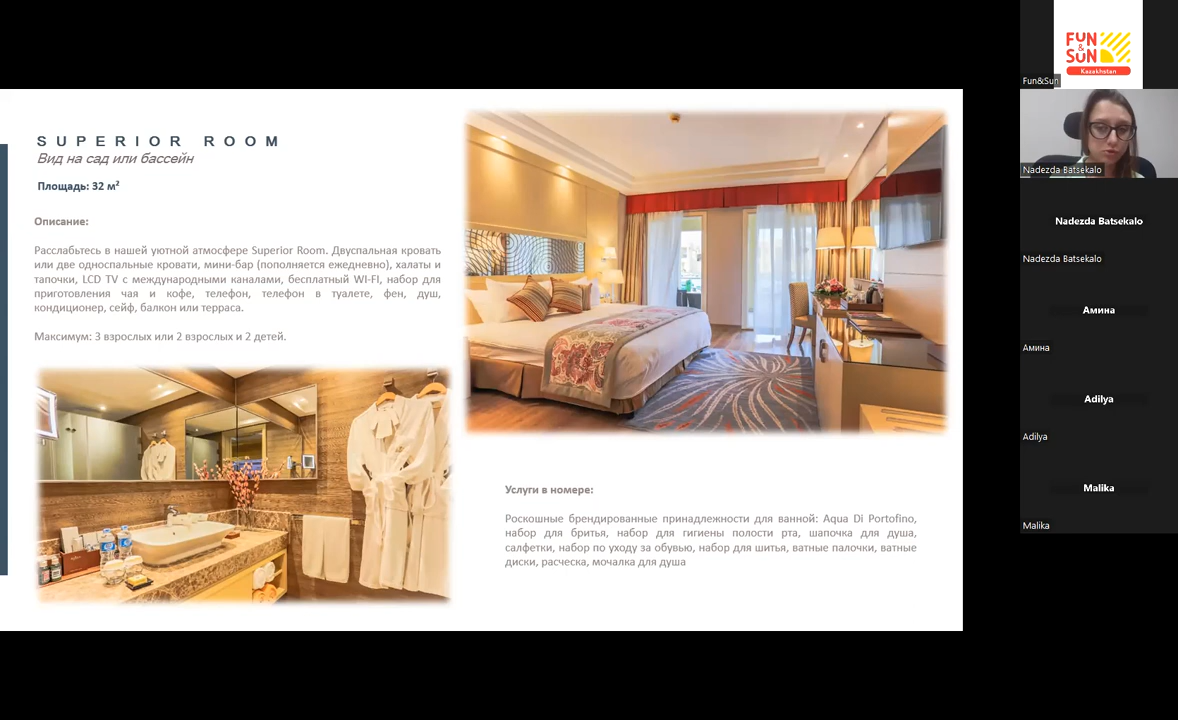 SUPERIOR ROOM
Вид на сад или бассейн
Площадь: 32 м²
Описание:
Расслабьтесь в нашей уютной атмосфере Superior Room. Двуспальная кровать
или две односпальные кровати, мини-бар (пополняется ежедневно), халаты и
тапочки, LCD TV с международными каналами, бесплатный WI-FI, набор для
приготовления чая и кофе, телефон, телефон в туалете, фен, душ,
кондиционер, сейф, балкон или терраса.
Максимум: 3 взрослых или 2 взрослых и 2 детей.
Услуги в номере:
Роскошные брендированные принадлежности для ванной: Aqua Di Portofino,
набор для бритья, набор для гигиены полости рта, шапочка для душа,
салфетки, набор по уходу за обувью, набор для шитья, ватные палочки, ватные
диски, расческа, мочалка для душа
FUN
&
SUN
Kazakhstan
Fun&Sun
Nadezda Batsekalo
Nadezda Batsekalo
Nadezda Batsekalo
Амина
Амина
Adilya
Adilya
Malika
Malika